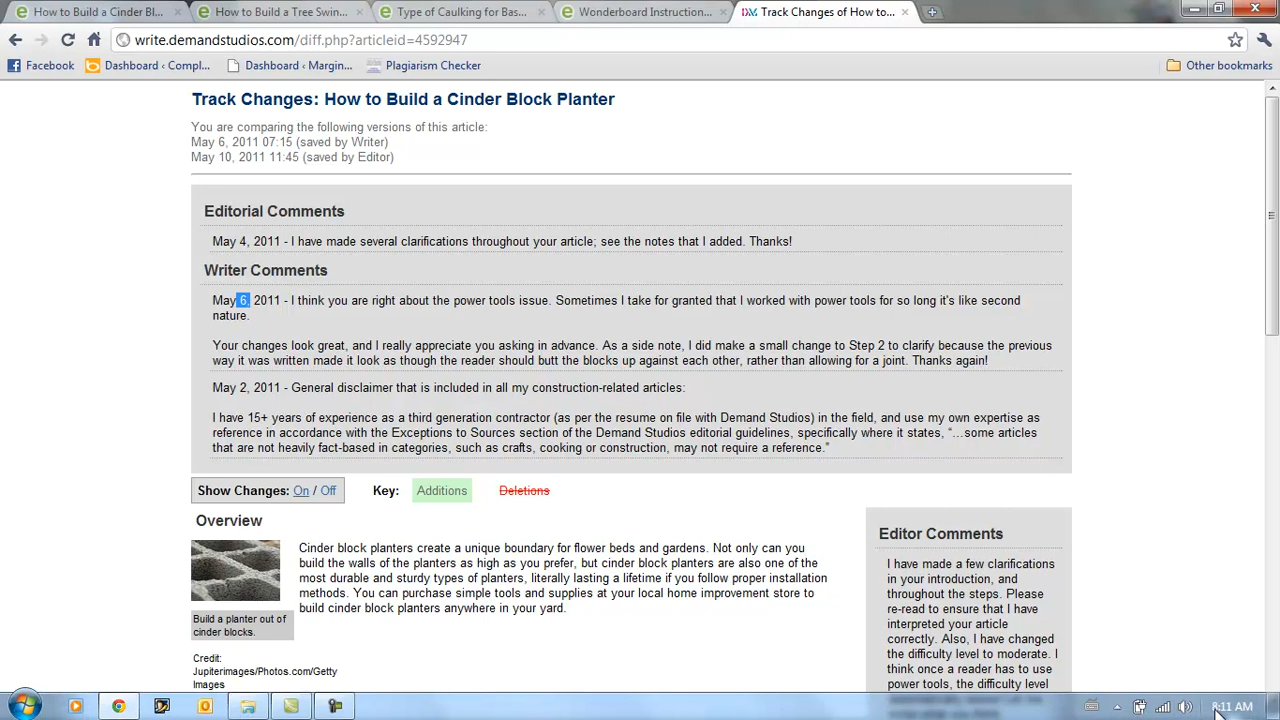 How to Build a Cinder Bl...
How to Build a Tree Swin...
Type of Caulking for Bas...
Wonderboard Instruction...
Track Changes of How to...
write.demandstudios.com/diff.php?articleid=4592947
Facebook
Dashboard ‹ Compl...
Dashboard ‹ Margin...
Plagiarism Checker
Other bookmarks
Track Changes: How to Build a Cinder Block Planter
You are comparing the following versions of this article:
May 6, 2011 07:15 (saved by Writer)
May 10, 2011 11:45 (saved by Editor)
Editorial Comments
May 4, 2011 - I have made several clarifications throughout your article; see the notes that I added. Thanks!
Writer Comments
May 6, 2011 - I think you are right about the power tools issue. Sometimes I take for granted that I worked with power tools for so long it's like second
nature.
Your changes look great, and I really appreciate you asking in advance. As a side note, I did make a small change to Step 2 to clarify because the previous
way it was written made it look as though the reader should butt the blocks up against each other, rather than allowing for a joint. Thanks again!
May 2, 2011 - General disclaimer that is included in all my construction-related articles:
I have 15+ years of experience as a third generation contractor (as per the resume on file with Demand Studios) in the field, and use my own expertise as
reference in accordance with the Exceptions to Sources section of the Demand Studios editorial guidelines, specifically where it states, “…some articles
that are not heavily fact-based in categories, such as crafts, cooking or construction, may not require a reference.”
Show Changes: On / Off
Key:
Additions
Deletions
Overview
Cinder block planters create a unique boundary for flower beds and gardens. Not only can you
build the walls of the planters as high as you prefer, but cinder block planters are also one of the
most durable and sturdy types of planters, literally lasting a lifetime if you follow proper installation
methods. You can purchase simple tools and supplies at your local home improvement store to
build cinder block planters anywhere in your yard.
Build a planter out of
cinder blocks.
Credit:
Jupiterimages/Photos.com/Getty
Images
Editor Comments
I have made a few clarifications
in your introduction, and
throughout the steps. Please
re-read to ensure that I have
interpreted your article
correctly. Also, I have changed
the difficulty level to moderate. I
think once a reader has to use
power tools, the difficulty level
8:11 AM